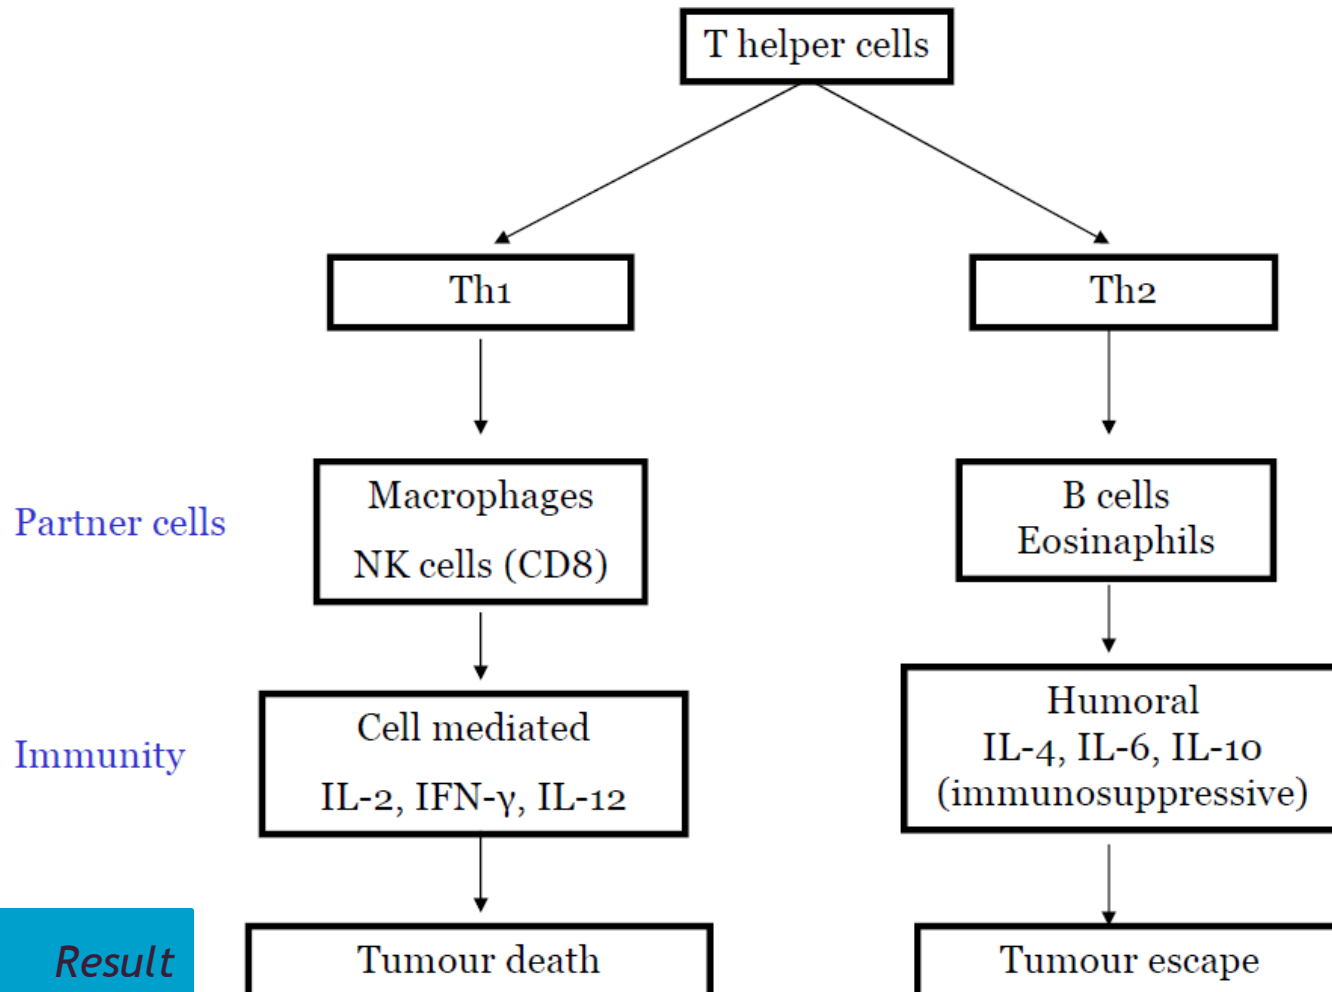 T helper cells
Th1
Th2
Partner cells
Macrophages
NK cells (CD8)
B cells
Eosinaphils
Immunity
Cell mediated
IL-2, IFN-γ, IL-12
Humoral
IL-4, IL-6, IL-10
(immunosuppressive)
Result
Tumour death
Tumour escape